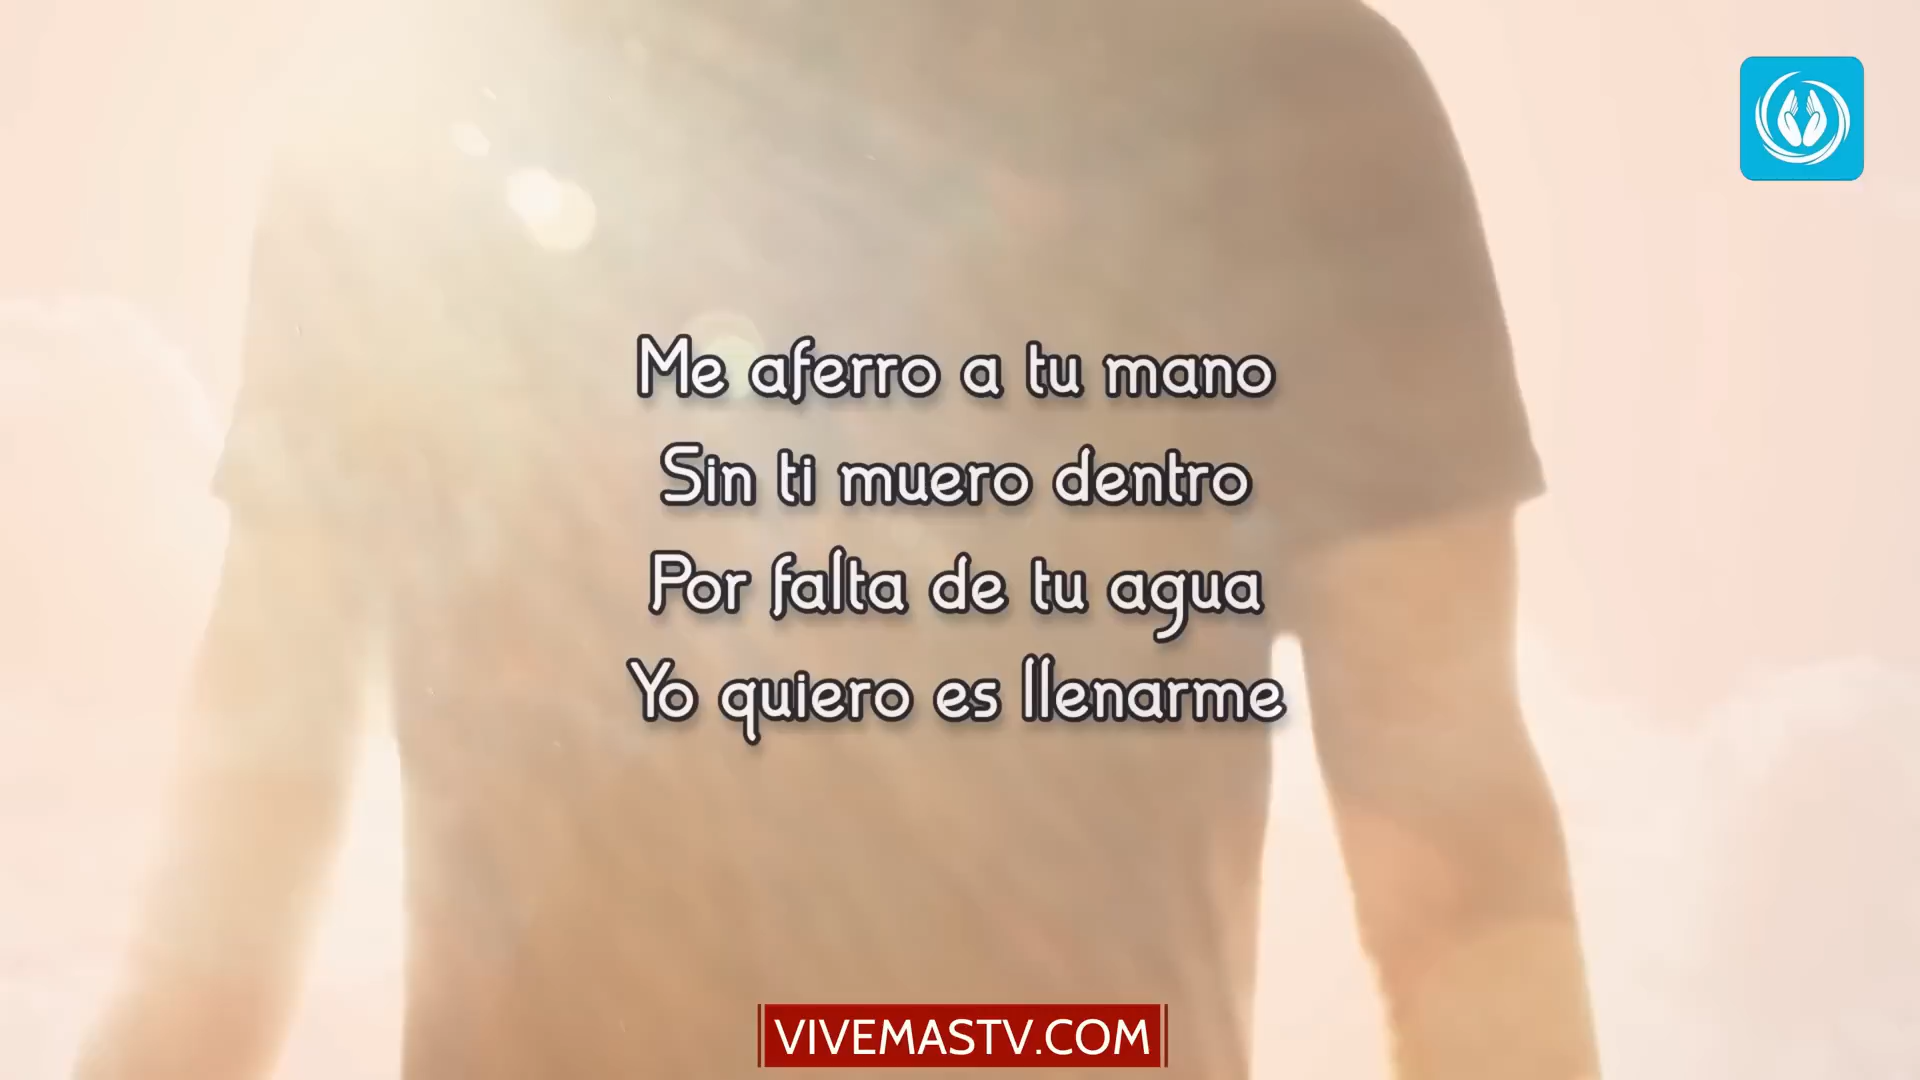 Me aferro a tu mano
Sin ti muero dentro
Por falta de tu agua
Yo quiero es llenarme
VIVEMASTV.COM